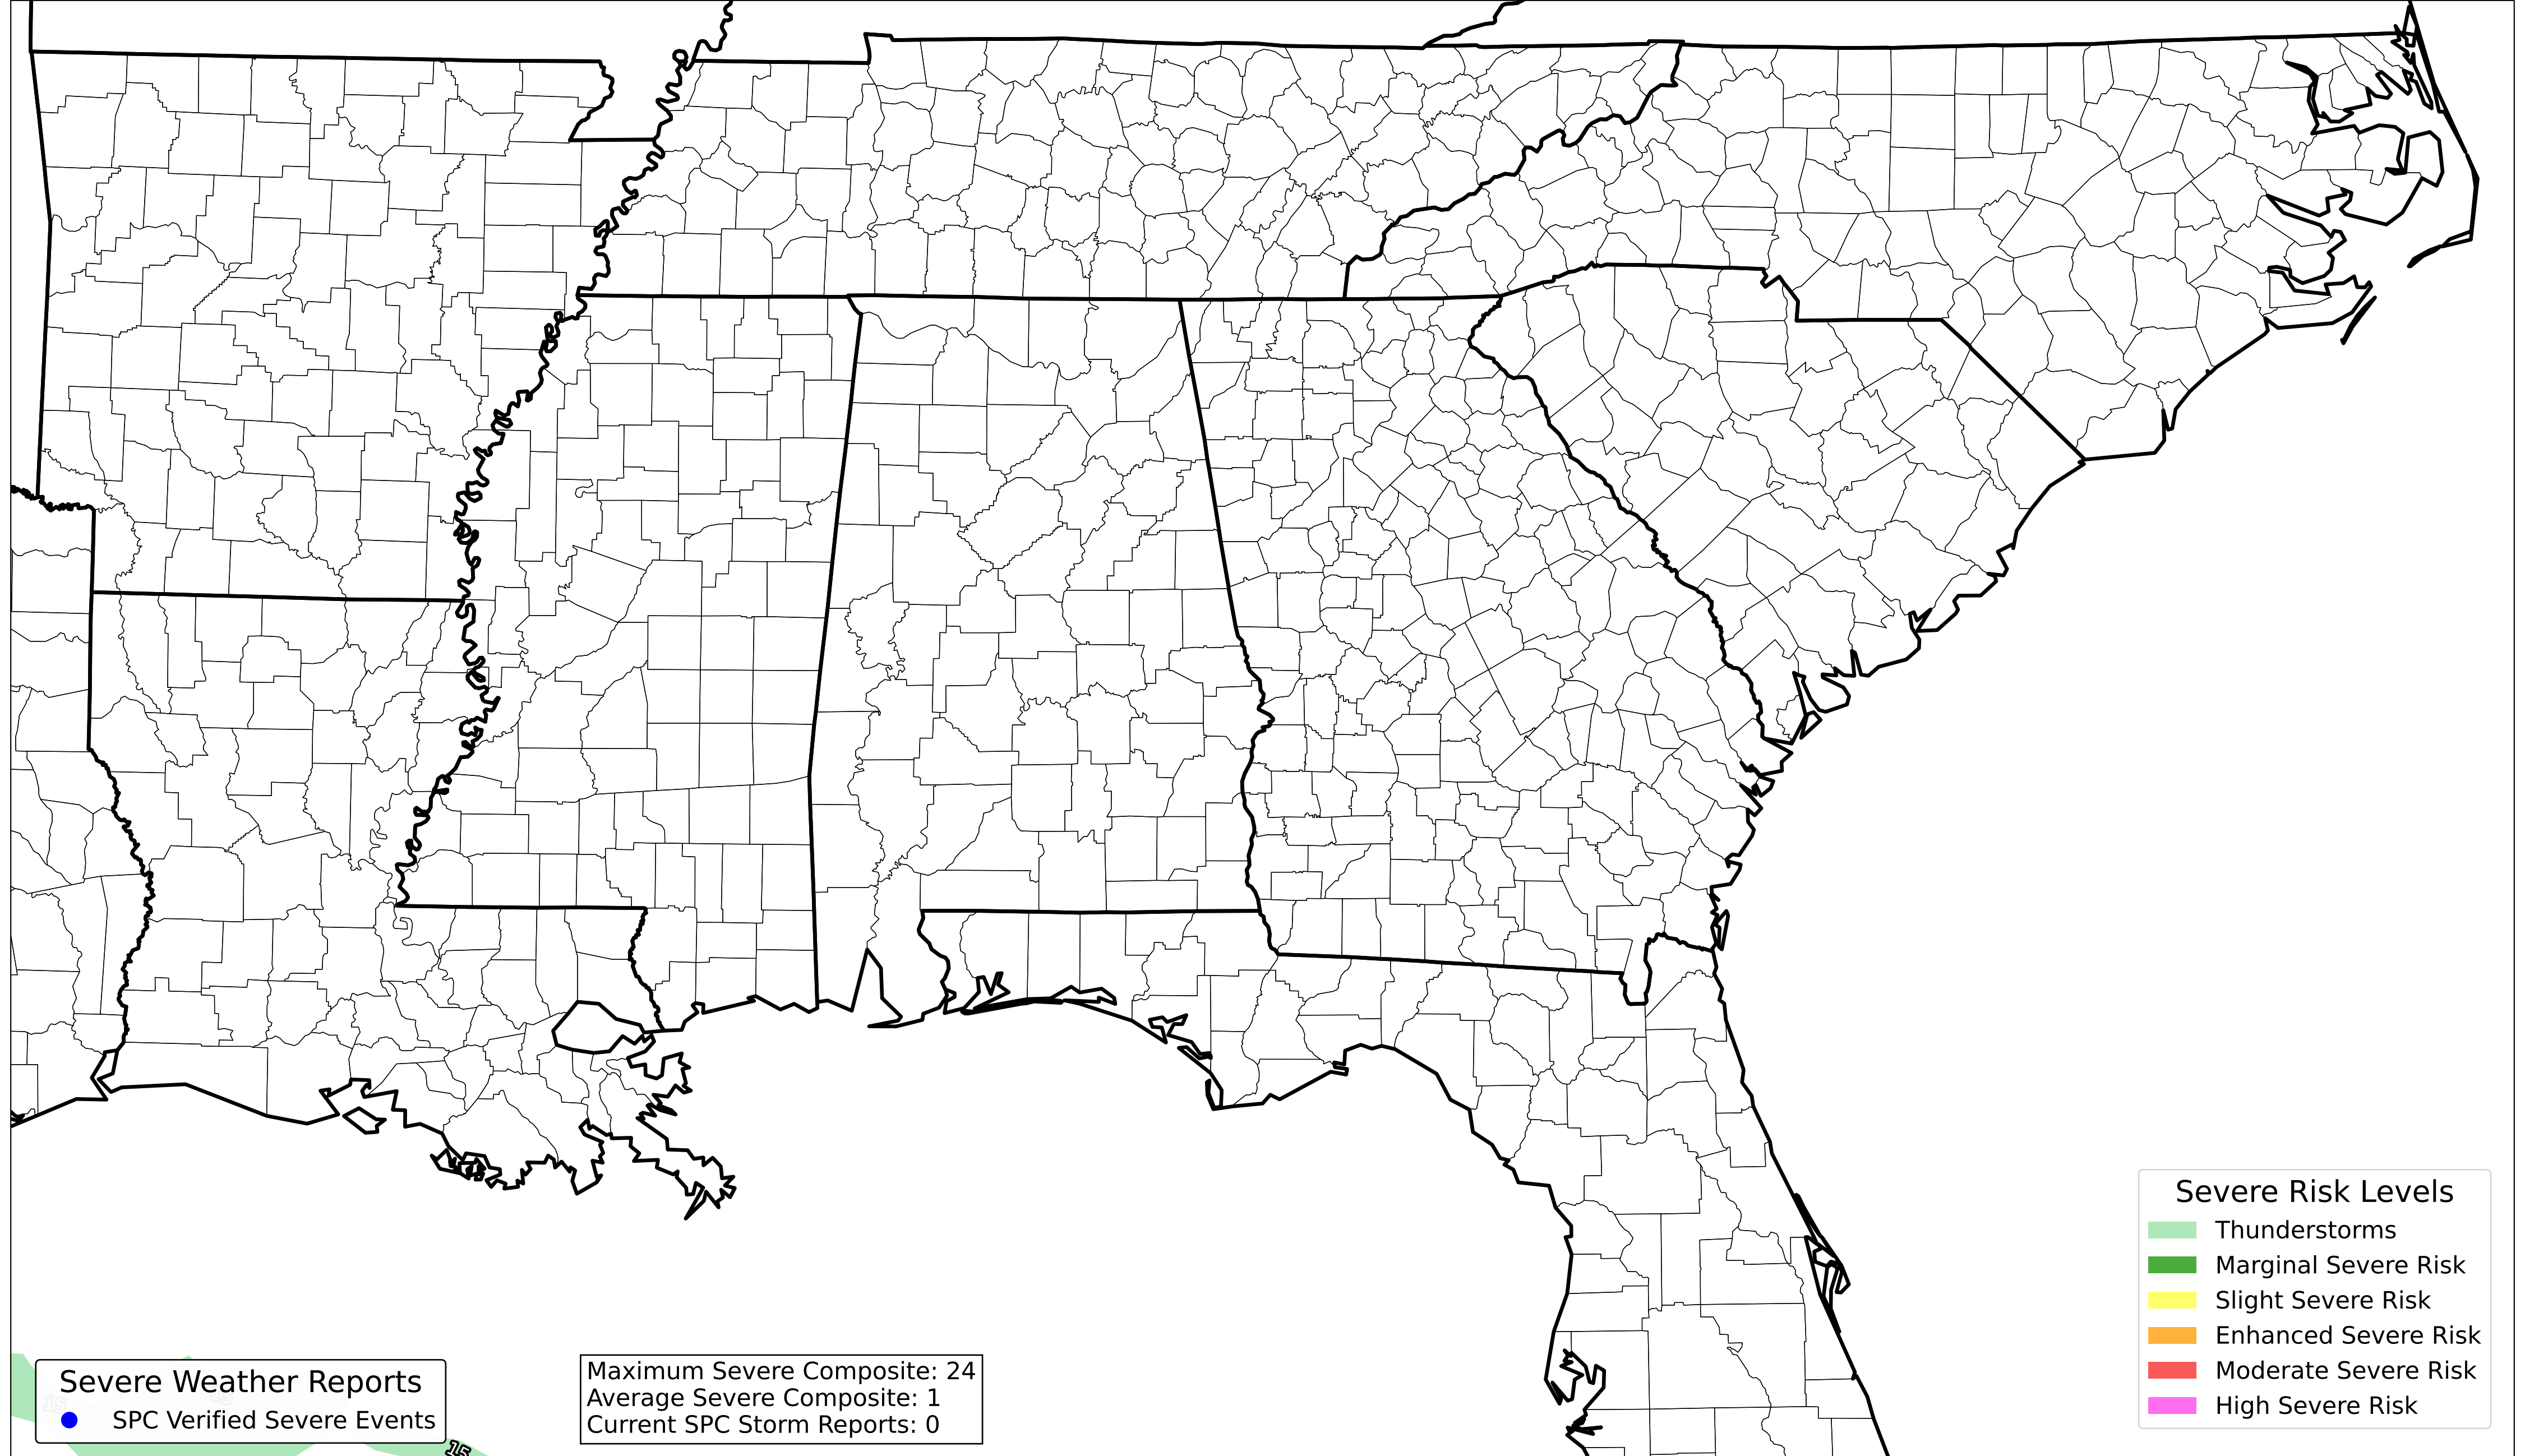 Severe Risk Levels
Thunderstorms
Marginal Severe Risk
Slight Severe Risk
Enhanced Severe Risk
Moderate Severe Risk
High Severe Risk
Severe Weather Reports
SPC Verified Severe Events
Maximum Severe Composite: 24
Average Severe Composite: 1
Current SPC Storm Reports: 0
15
15